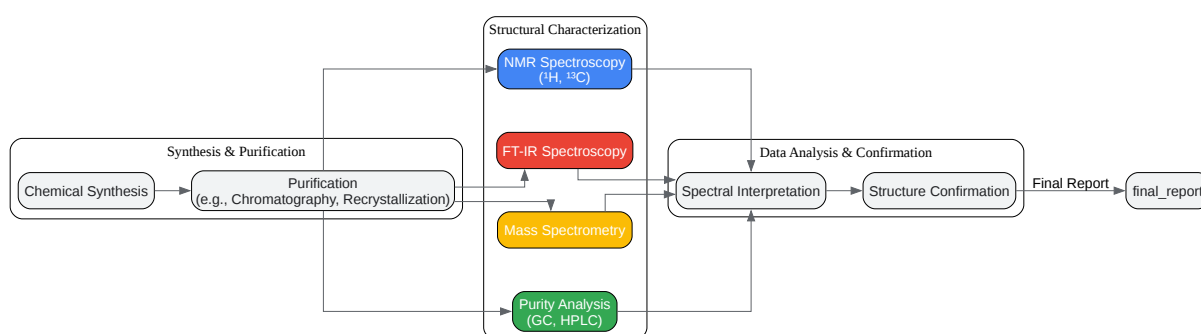 Structural Characterization
NMR Spectroscopy
(¹H, ¹³C)
FT-IR Spectroscopy
Mass Spectrometry
Purity Analysis
(GC, HPLC)
Synthesis & Purification
Chemical Synthesis
Purification
(e.g., Chromatography, Recrystallization)
Data Analysis & Confirmation
Spectral Interpretation
Structure Confirmation
Final Report
final_report